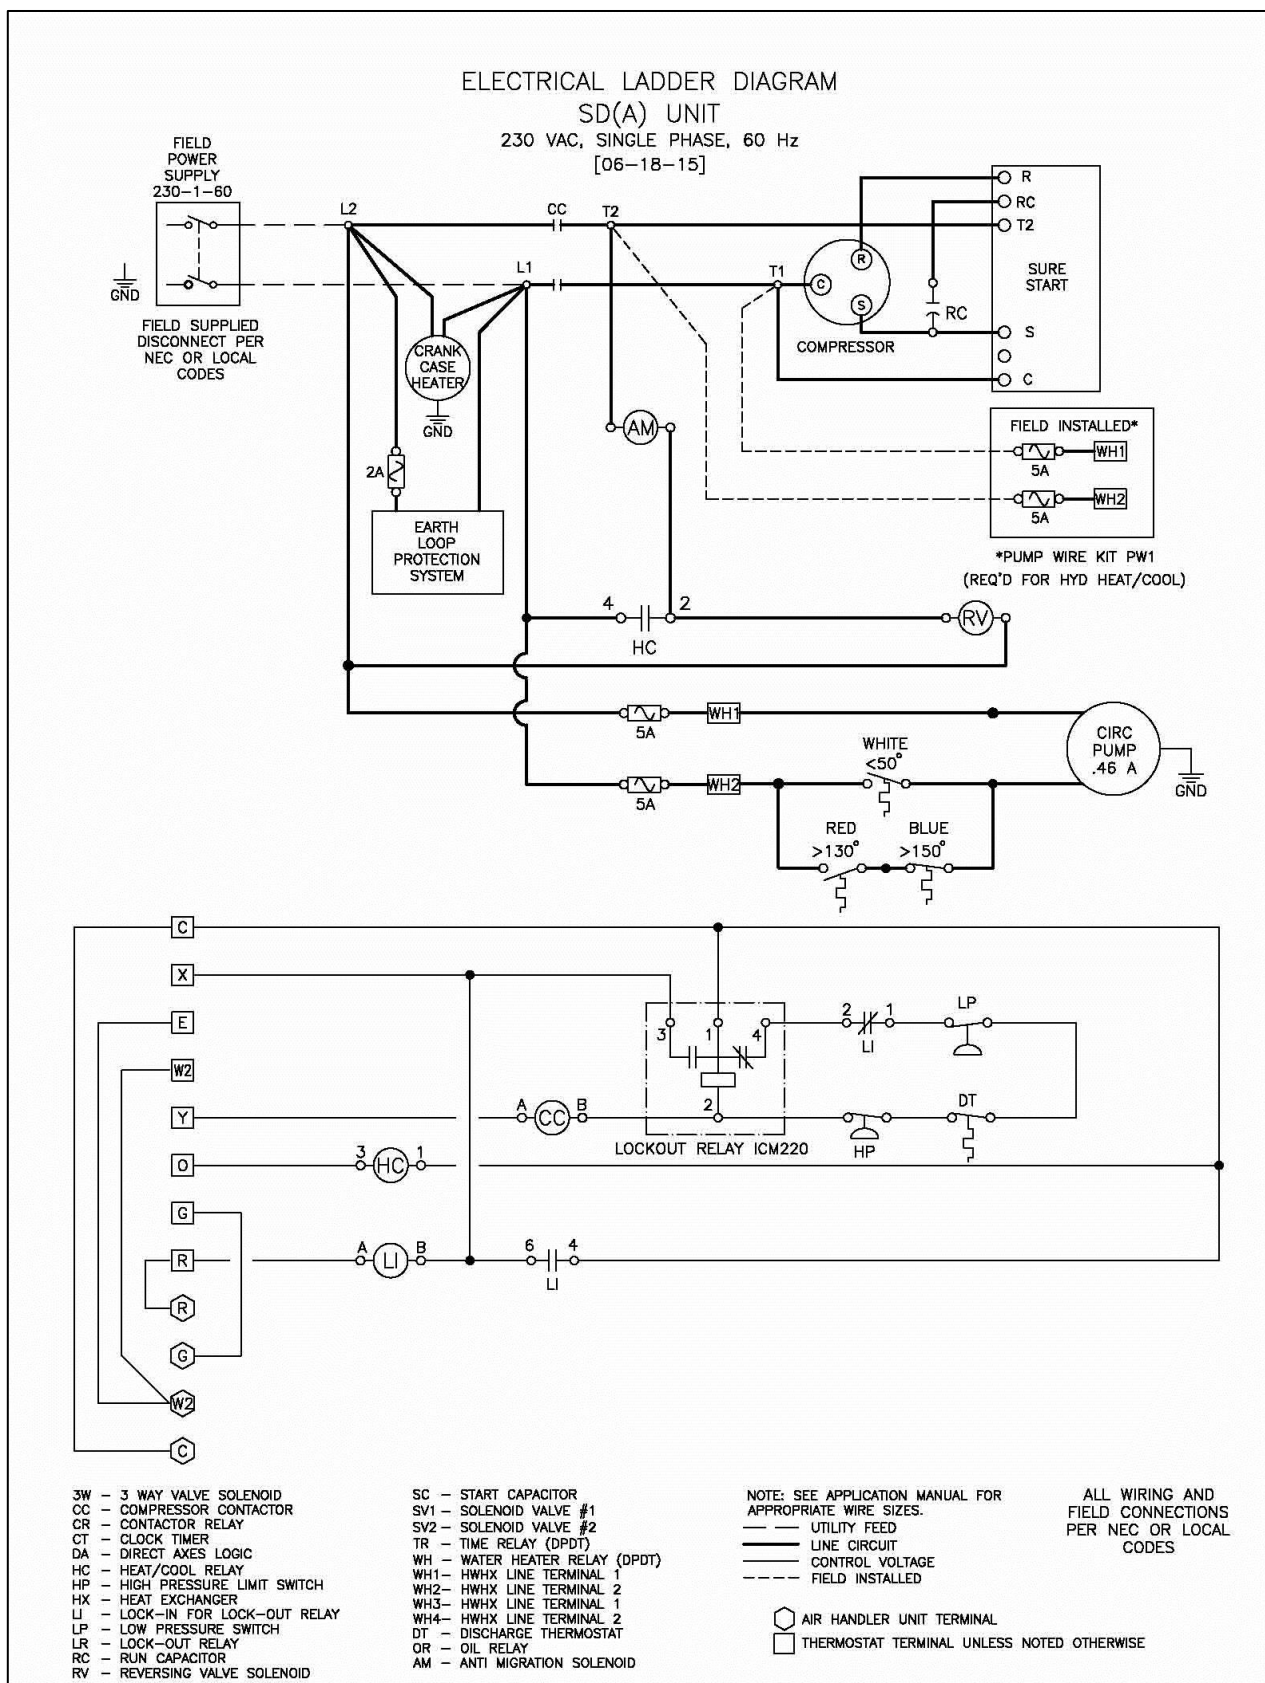 ELECTRICAL LADDER DIAGRAM
SD(A) UNIT
230 VAC, SINGLE PHASE, 60 Hz
[06-18-15]
FIELD
POWER
SUPPLY
230-1-60
GND
FIELD SUPPLIED
DISCONNECT PER
NEC OR LOCAL
CODES
L2
CC
T2
L1
T1
R
RC
T2
SURE
START
R
C
S
RC
S
C
COMPRESSOR
CRANK
CASE
HEATER
GND
AM
2A
EARTH
LOOP
PROTECTION
SYSTEM
FIELD INSTALLED*
WH1
5A
WH2
5A
*PUMP WIRE KIT PW1
(REQ'D FOR HYD HEAT/COOL)
4
2
HC
RV
WH1
5A
WH2
5A
WHITE
<50°
CIRC
PUMP
.46 A
GND
RED
>130°
BLUE
>150°
C
X
E
W2
Y
O
G
R
R
G
W2
C
3
1
4
2
2
1
LI
LP
A
CC
B
LOCKOUT RELAY ICM220
HP
DT
3
HC
1
A
LI
B
6
4
LI
3W - 3 WAY VALVE SOLENOID
CC - COMPRESSOR CONTACTOR
CR - CONTACTOR RELAY
CT - CLOCK TIMER
DA - DIRECT AXES LOGIC
HC - HEAT/COOL RELAY
HP - HIGH PRESSURE LIMIT SWITCH
HX - HEAT EXCHANGER
LI - LOCK-IN FOR LOCK-OUT RELAY
LP - LOW PRESSURE SWITCH
LR - LOCK-OUT RELAY
RC - RUN CAPACITOR
RV - REVERSING VALVE SOLENOID
SC - START CAPACITOR
SV1 - SOLENOID VALVE #1
SV2 - SOLENOID VALVE #2
TR - TIME RELAY (DPDT)
WH - WATER HEATER RELAY (DPDT)
WH1- HWHX LINE TERMINAL 1
WH2- HWHX LINE TERMINAL 2
WH3- HWHX LINE TERMINAL 1
WH4- HWHX LINE TERMINAL 2
DT - DISCHARGE THERMOSTAT
OR - OIL RELAY
AM - ANTI MIGRATION SOLENOID
NOTE: SEE APPLICATION MANUAL FOR
APPROPRIATE WIRE SIZES.
UTILITY FEED
LINE CIRCUIT
CONTROL VOLTAGE
FIELD INSTALLED
AIR HANDLER UNIT TERMINAL
THERMOSTAT TERMINAL UNLESS NOTED OTHERWISE
ALL WIRING AND
FIELD CONNECTIONS
PER NEC OR LOCAL
CODES